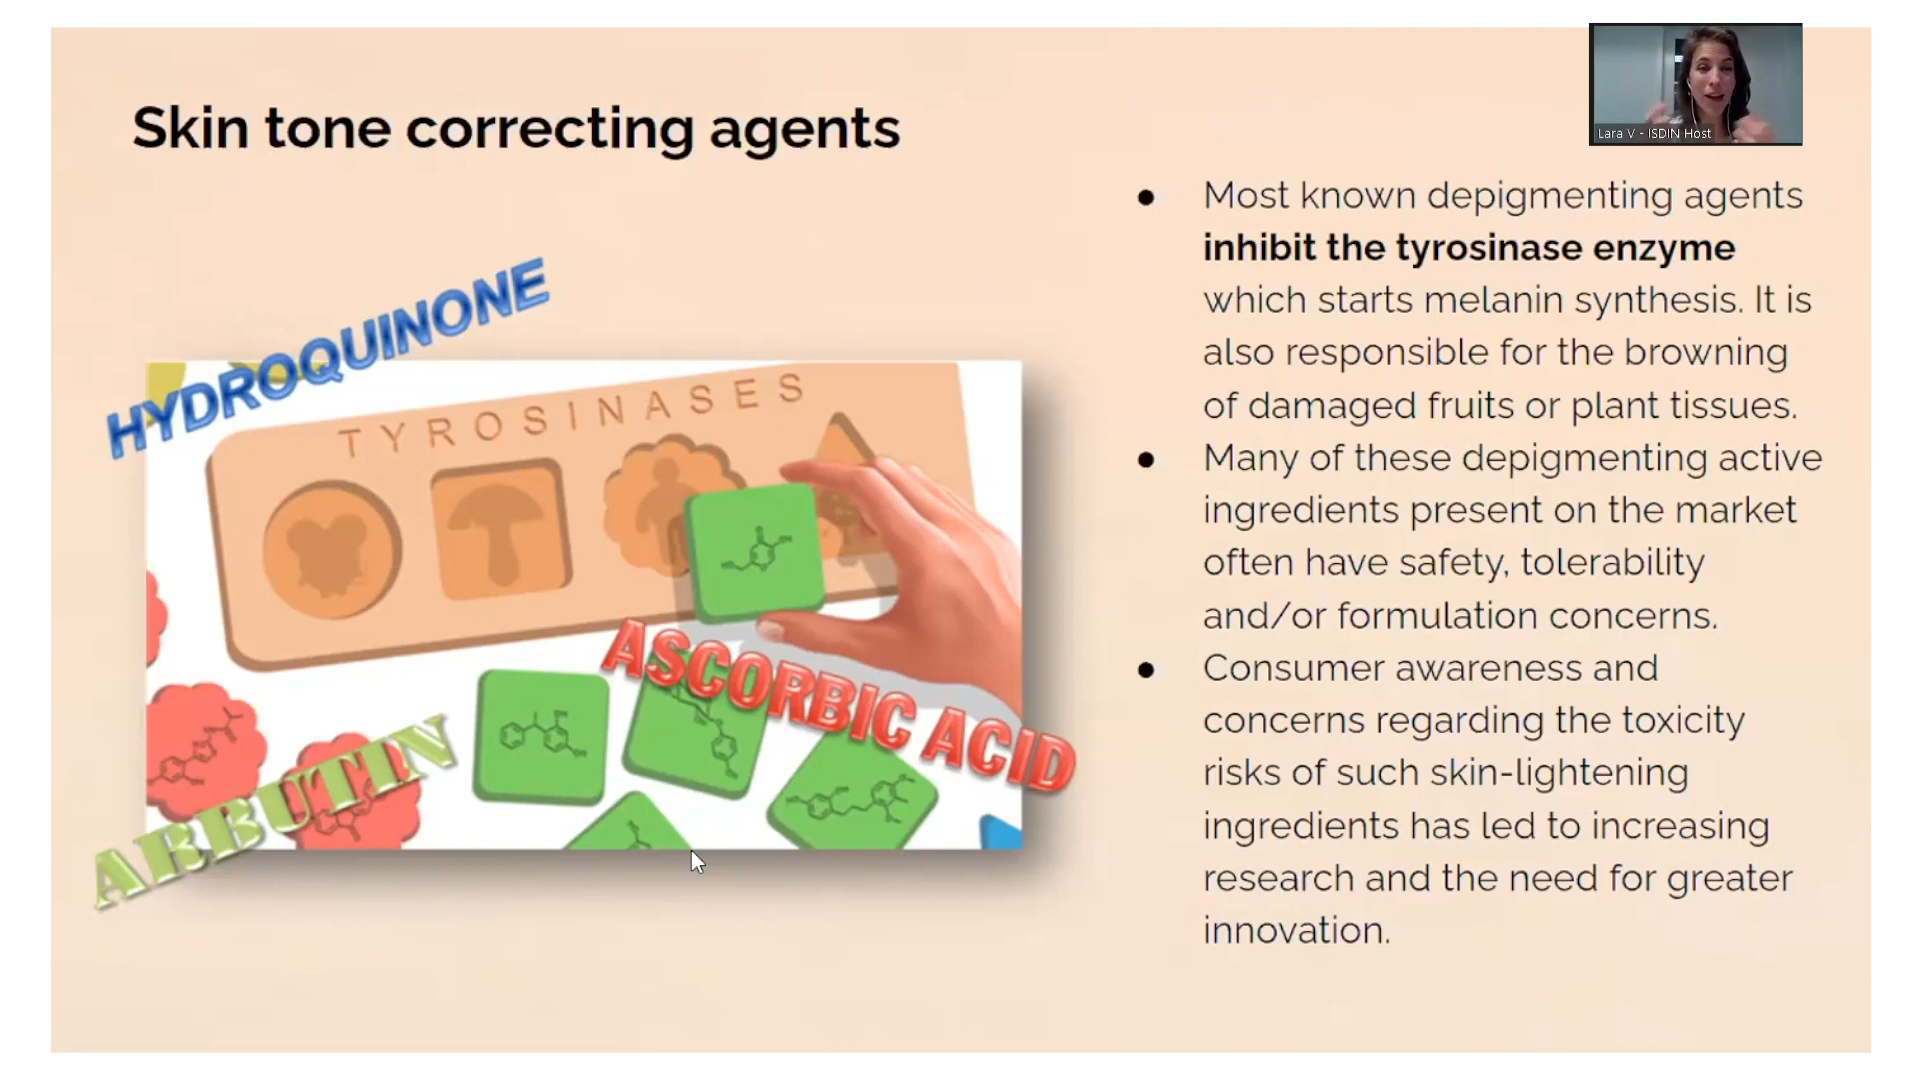 Lara V - ISDIN Host
Skin tone correcting agents
HYDROQUINONE
TYROSINASES
ASCORBIC ACID
ARBUTIN
● Most known depigmenting agents
inhibit the tyrosinase enzyme
which starts melanin synthesis. It is
also responsible for the browning
of damaged fruits or plant tissues.
● Many of these depigmenting active
ingredients present on the market
often have safety, tolerability
and/or formulation concerns.
● Consumer awareness and
concerns regarding the toxicity
risks of such skin-lightening
ingredients has led to increasing
research and the need for greater
innovation.